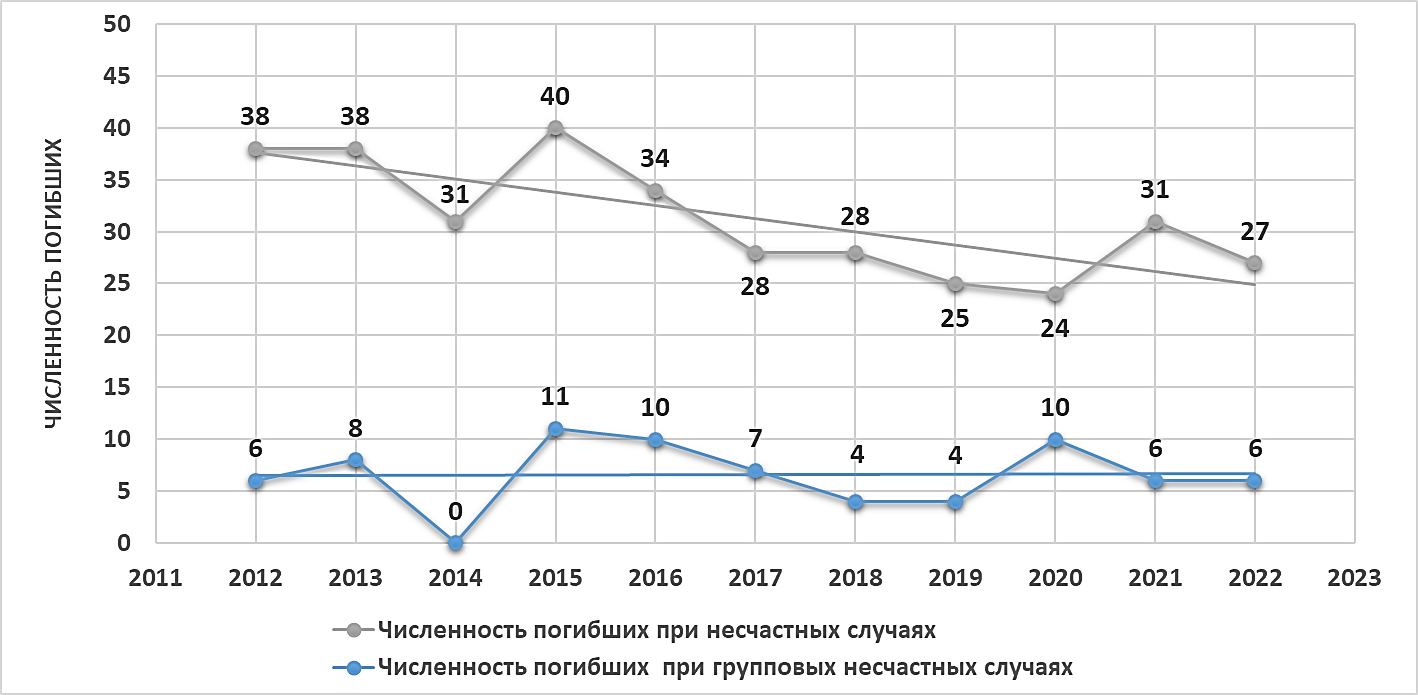 50
45
40
35
30
25
20
15
10
5
0
ЧИСЛЕННОСТЬ ПОГИБШИХ
38 38 31 40 34 28 28 25 24 31 27
6 8 0 11 10 7 4 4 10 6 6
2011 2012 2013 2014 2015 2016 2017 2018 2019 2020 2021 2022 2023
Численность погибших при несчастных случаях
Численность погибших при групповых несчастных случаях